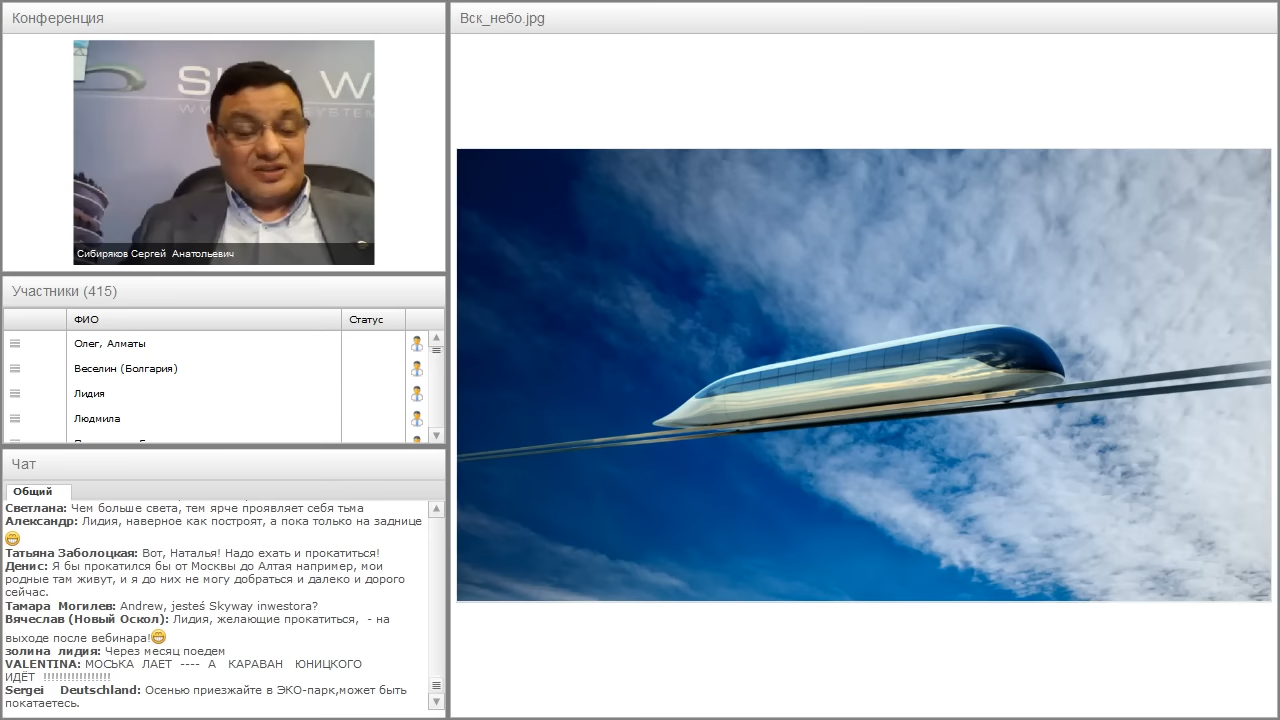 Конференция
SKY WA
SYSTEM
Сибиряков Сергей Анатольевич
Участники (415)
ФИО Статус
Олег, Алматы
Веселин (Болгария)
Лидия
Людмила
Чат
Общий
Светлана: Чем больше света, тем ярче проявляет себя тьма
Александр: Лидия, наверное как построят, а пока только на заднице
Татьяна Заболоцкая: Вот, Наталья! Надо ехать и прокатиться!
Денис: Я бы прокатился бы от Москвы до Алтая например, мои
родные там живут, и я до них не могу добраться и далеко и дорого
сейчас.
Тамара Могилев: Andrew, jesteś Skyway inwestora?
Вячеслав (Новый Оскол): Лидия, желающие прокатиться, - на
выходе после вебинара!
золина лидия: Через месяц поедем
VALENTINA: МОСЬКА ЛАЕТ ---- А КАРАВАН ЮНИЦКОГО
ИДЁТ !!!!!!!!!!!!!!!!!
Sergei Deutschland: Осенью приезжайте в ЭКО-парк,может быть
покатаетесь.
Вск_небо.jpg